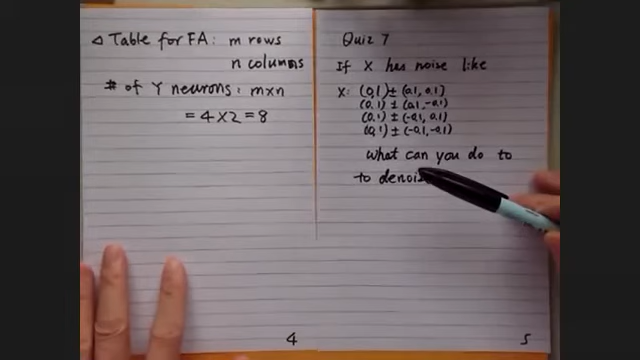 △ Table for FA: m rows
n columns
# of Y neurons: m×n
= 4 × 2 = 8
4
Quiz 7
If X has noise like
X: (0,1) ± (0.1, 0.1)
(0,1) ± (0.1, -0.1)
(0,1) ± (-0.1, 0.1)
(0,1) ± (-0.1, -0.1)
what can you do to
to denois
5